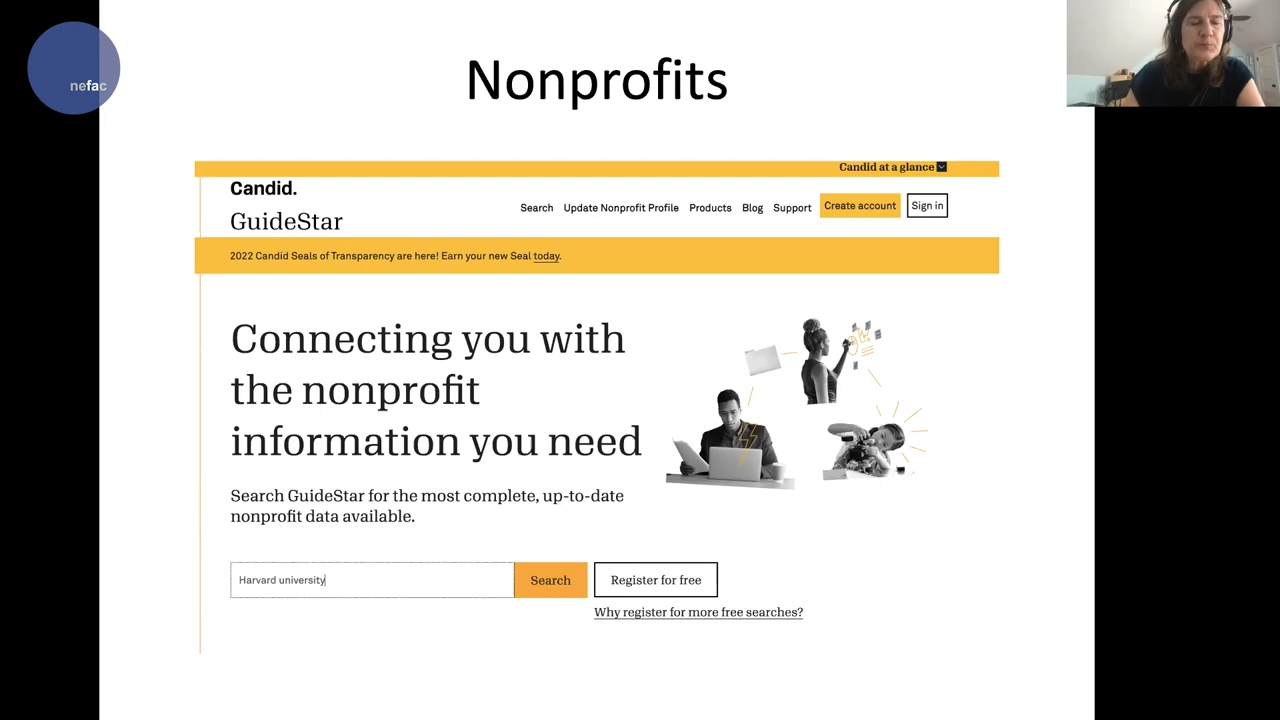 nefac
Nonprofits
Candid at a glance
Candid.
GuideStar
Search Update Nonprofit Profile Products Blog Support Create account Sign in
2022 Candid Seals of Transparency are here! Earn your new Seal today.
Connecting you with
the nonprofit
information you need
Search GuideStar for the most complete, up-to-date
nonprofit data available.
Harvard university
Search
Register for free
Why register for more free searches?